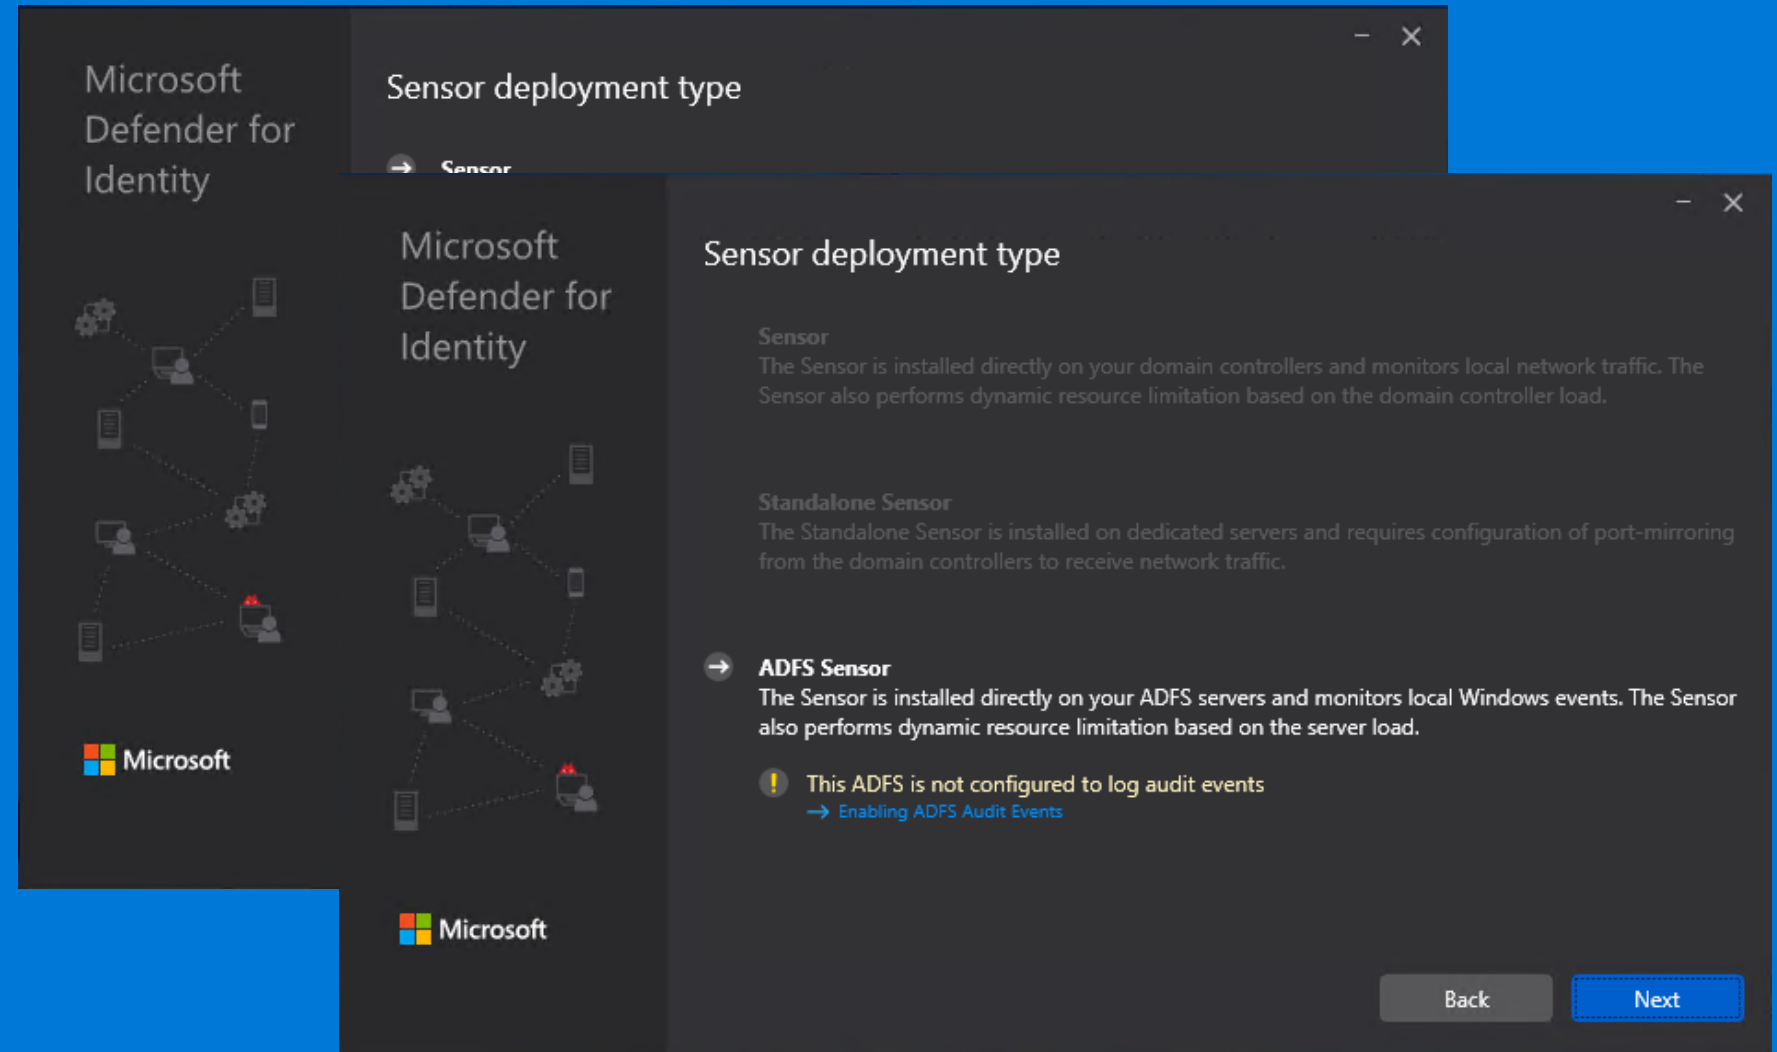 Microsoft
Defender for
Identity
Sensor deployment type
Sensor
Microsoft
Microsoft
Defender for
Identity
Sensor deployment type
Sensor
The Sensor is installed directly on your domain controllers and monitors local network traffic. The
Sensor also performs dynamic resource limitation based on the domain controller load.
Standalone Sensor
The Standalone Sensor is installed on dedicated servers and requires configuration of port-mirroring
from the domain controllers to receive network traffic.
ADFS Sensor
The Sensor is installed directly on your ADFS servers and monitors local Windows events. The Sensor
also performs dynamic resource limitation based on the server load.
This ADFS is not configured to log audit events
Enabling ADFS Audit Events
Microsoft
Back
Next